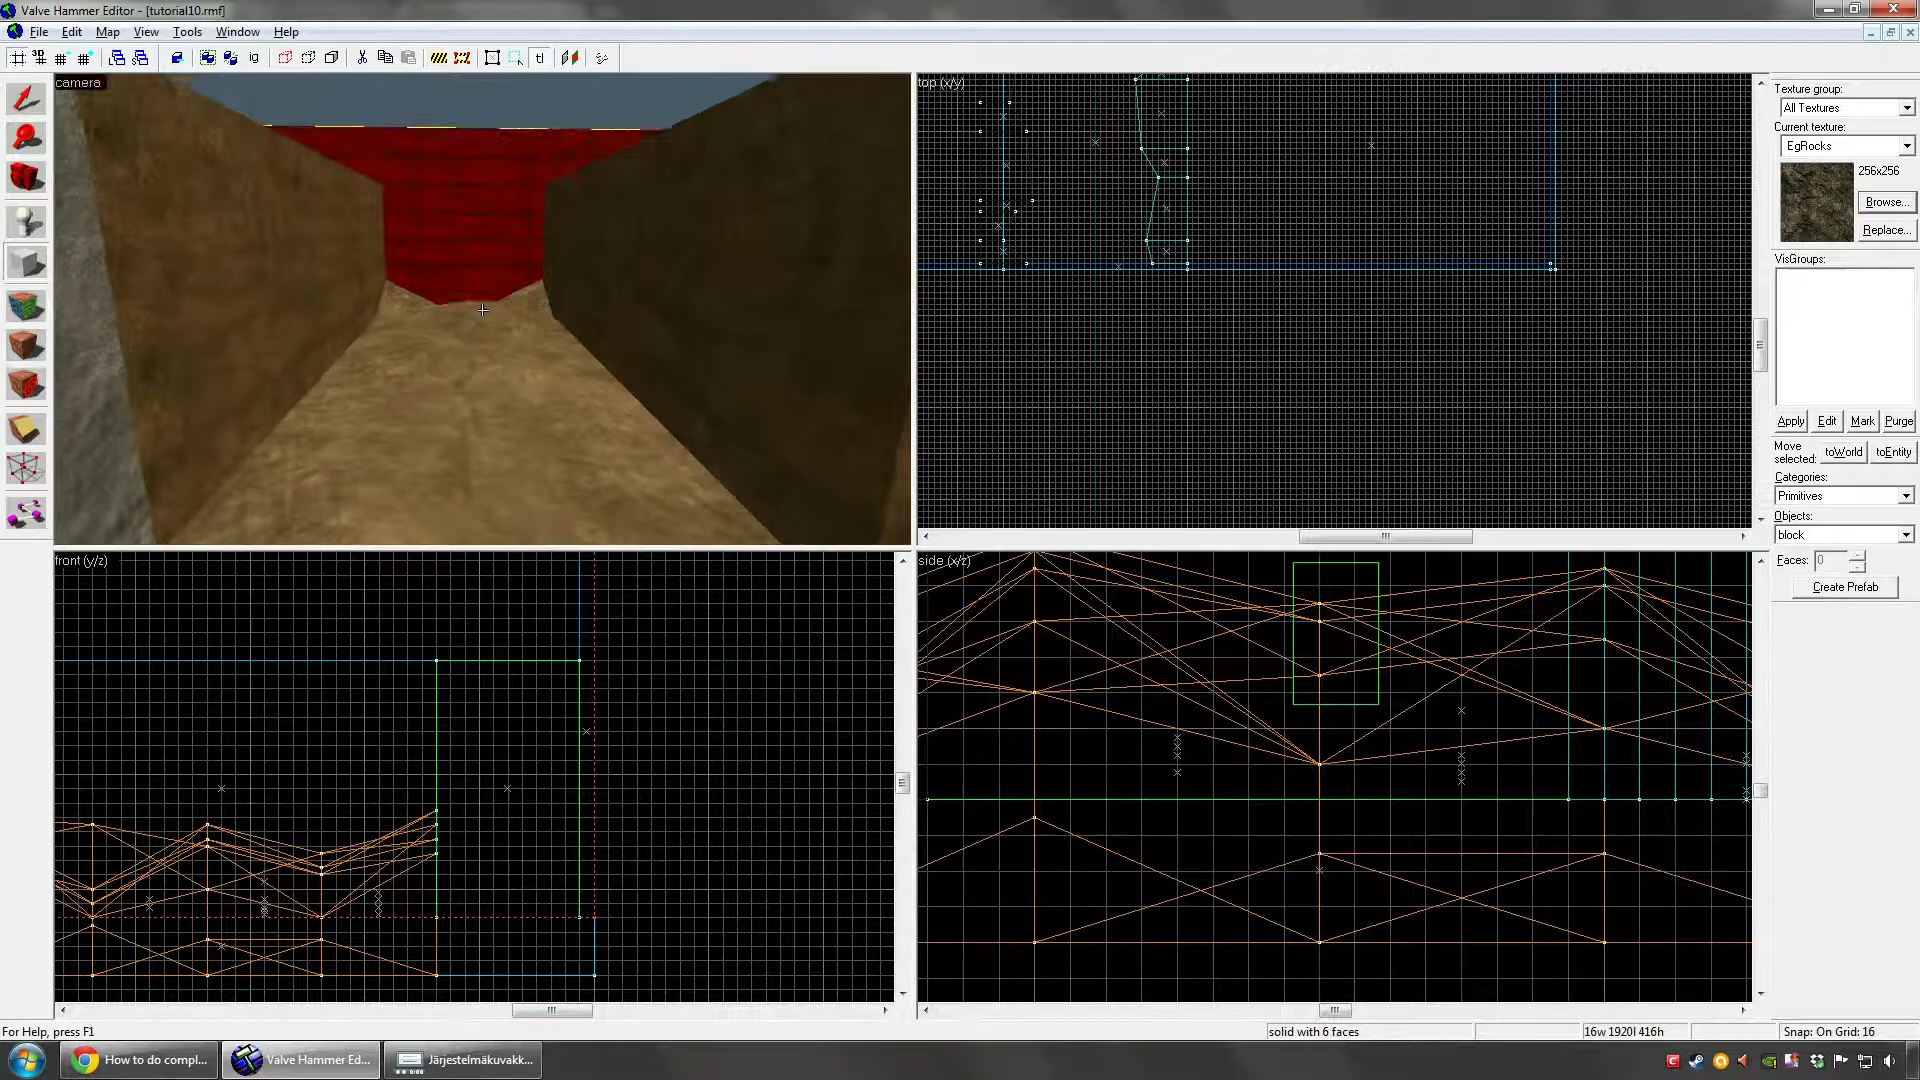 Valve Hammer Editor - [tutorial10.rmf]
File Edit Map View Tools Window Help
3D
ig
tl
camera
top (x/y)
front (y/z)
side (x/z)
Texture group:
All Textures
Current texture:
EgRocks
256x256
Browse...
Replace...
VisGroups:
Apply Edit Mark Purge
Move selected: toWorld toEntity
Categories:
Primitives
Objects:
block
Faces: 0
Create Prefab
For Help, press F1
solid with 6 faces
16w 1920l 416h
Snap: On Grid: 16
How to do compl...
Valve Hammer Ed...
Järjestelmäkuvakk...